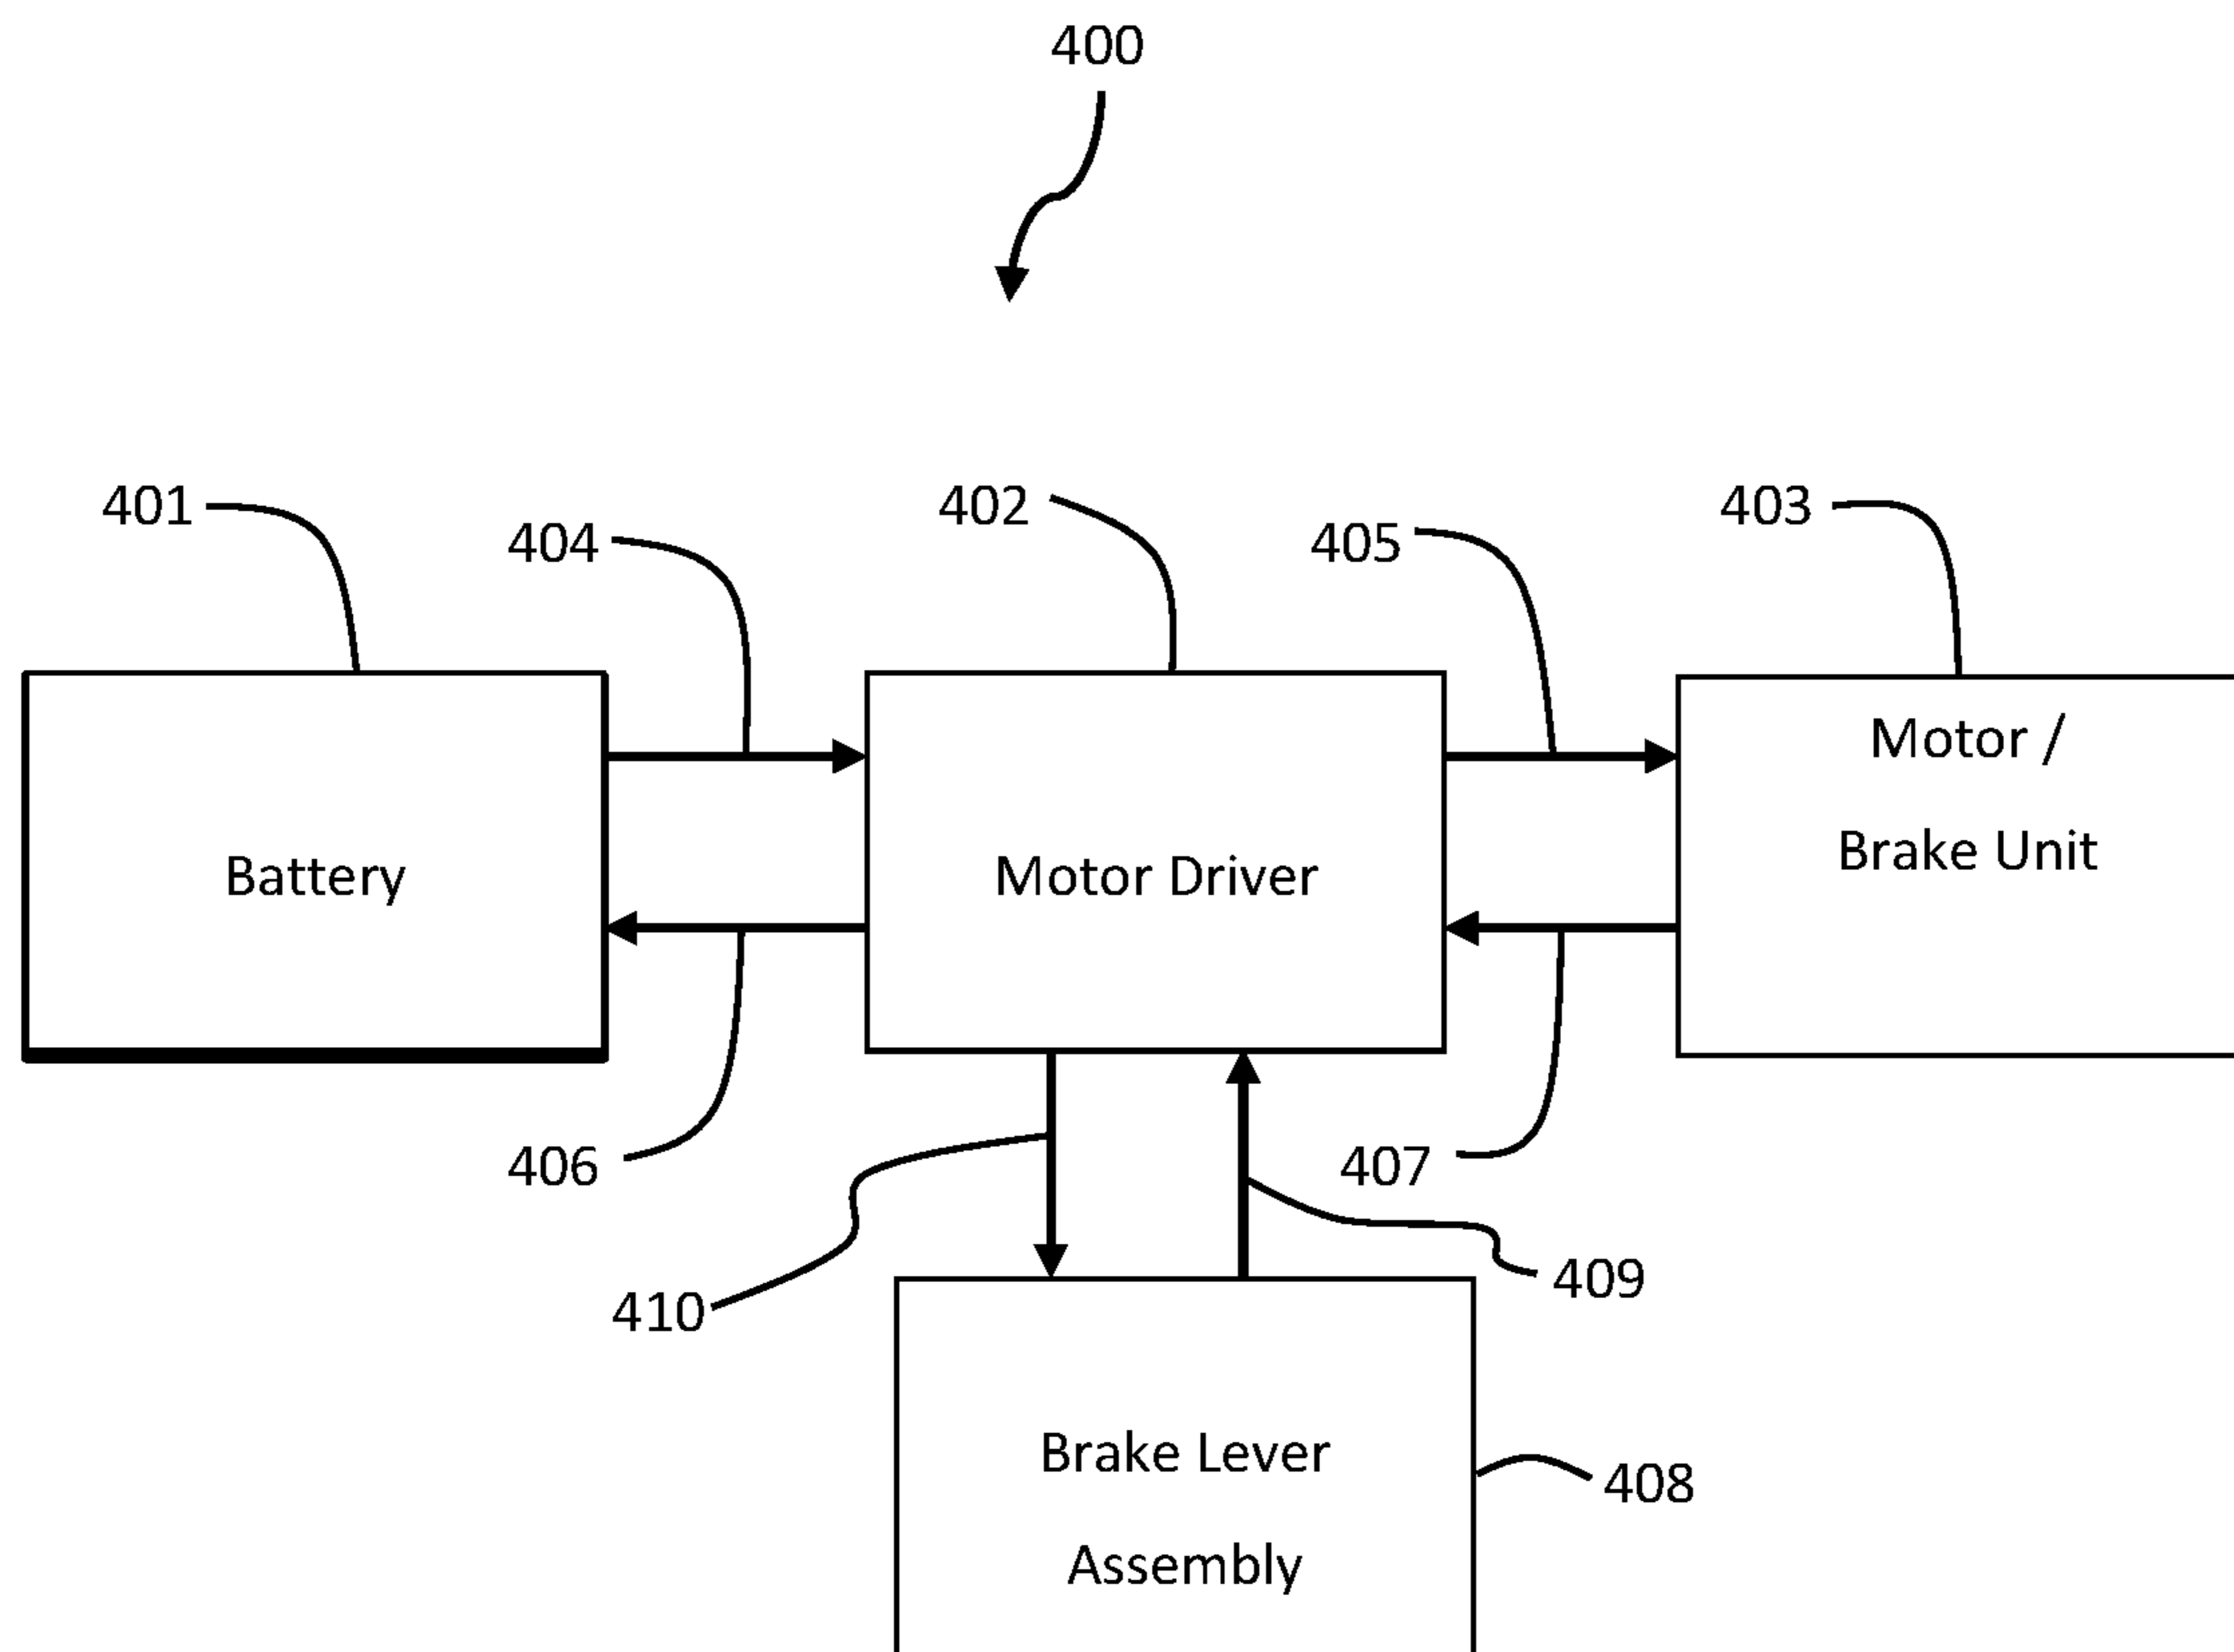 400
401
404
402
405
403
Battery
Motor Driver
Motor /
Brake Unit
406
407
410
409
Brake Lever
Assembly
408